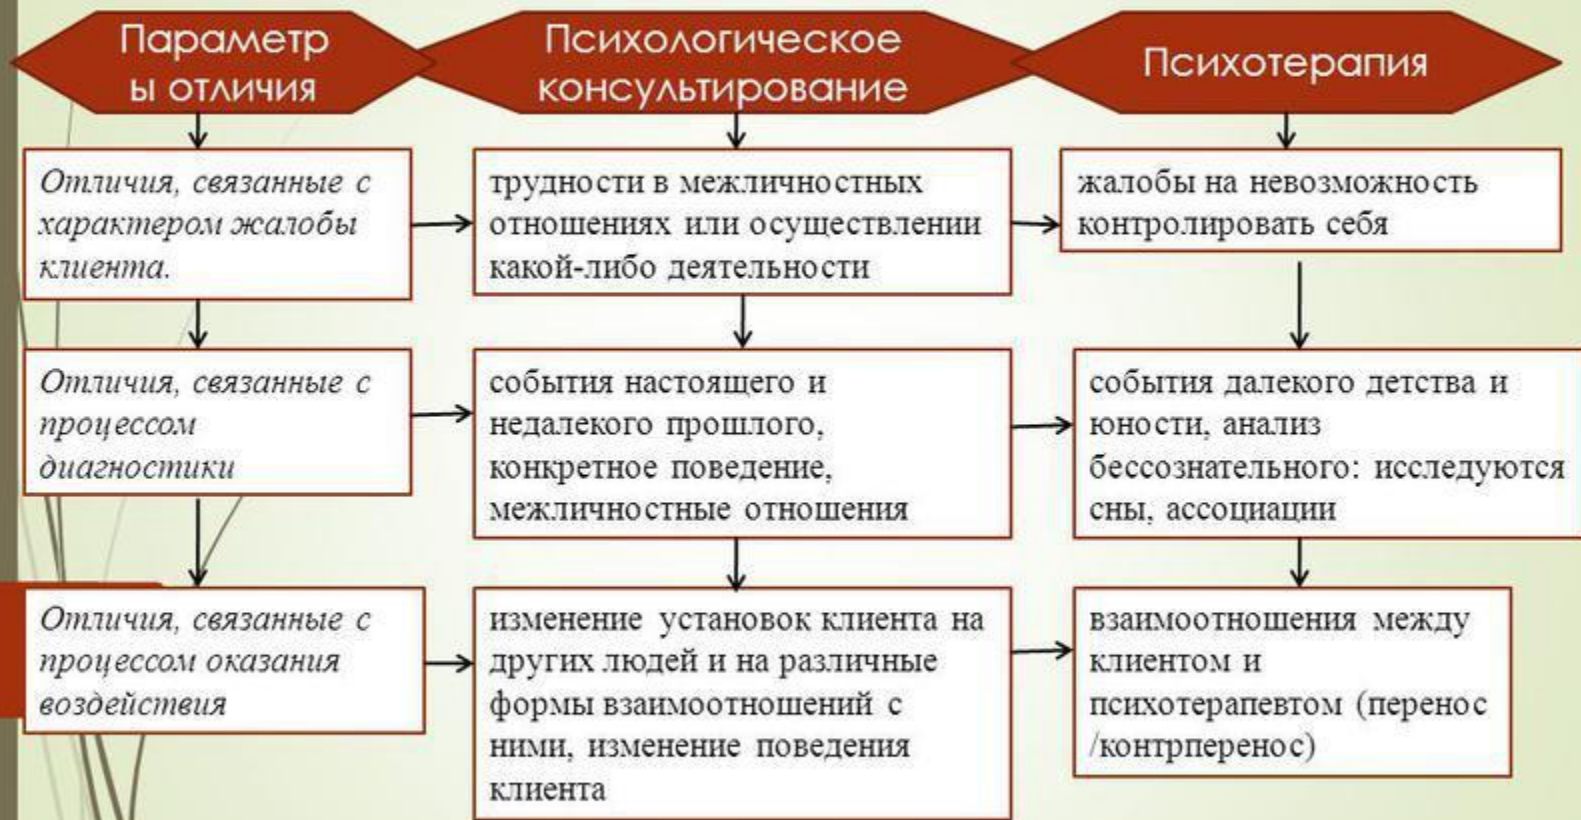 Параметр
ы отличия
Психологическое
консультирование
Психотерапия
Отличия, связанные с
характером жалобы
клиента.
трудности в межличностных
отношениях или осуществлении
какой-либо деятельности
жалобы на невозможность
контролировать себя
Отличия, связанные с
процессом
диагностики
события настоящего и
недалекого прошлого,
конкретное поведение,
межличностные отношения
события далекого детства и
юности, анализ
бессознательного: исследуются
сны, ассоциации
Отличия, связанные с
процессом оказания
воздействия
изменение установок клиента на
других людей и на различные
формы взаимоотношений с
ними, изменение поведения
клиента
взаимоотношения между
клиентом и
психотерапевтом (перенос
/контрперенос)